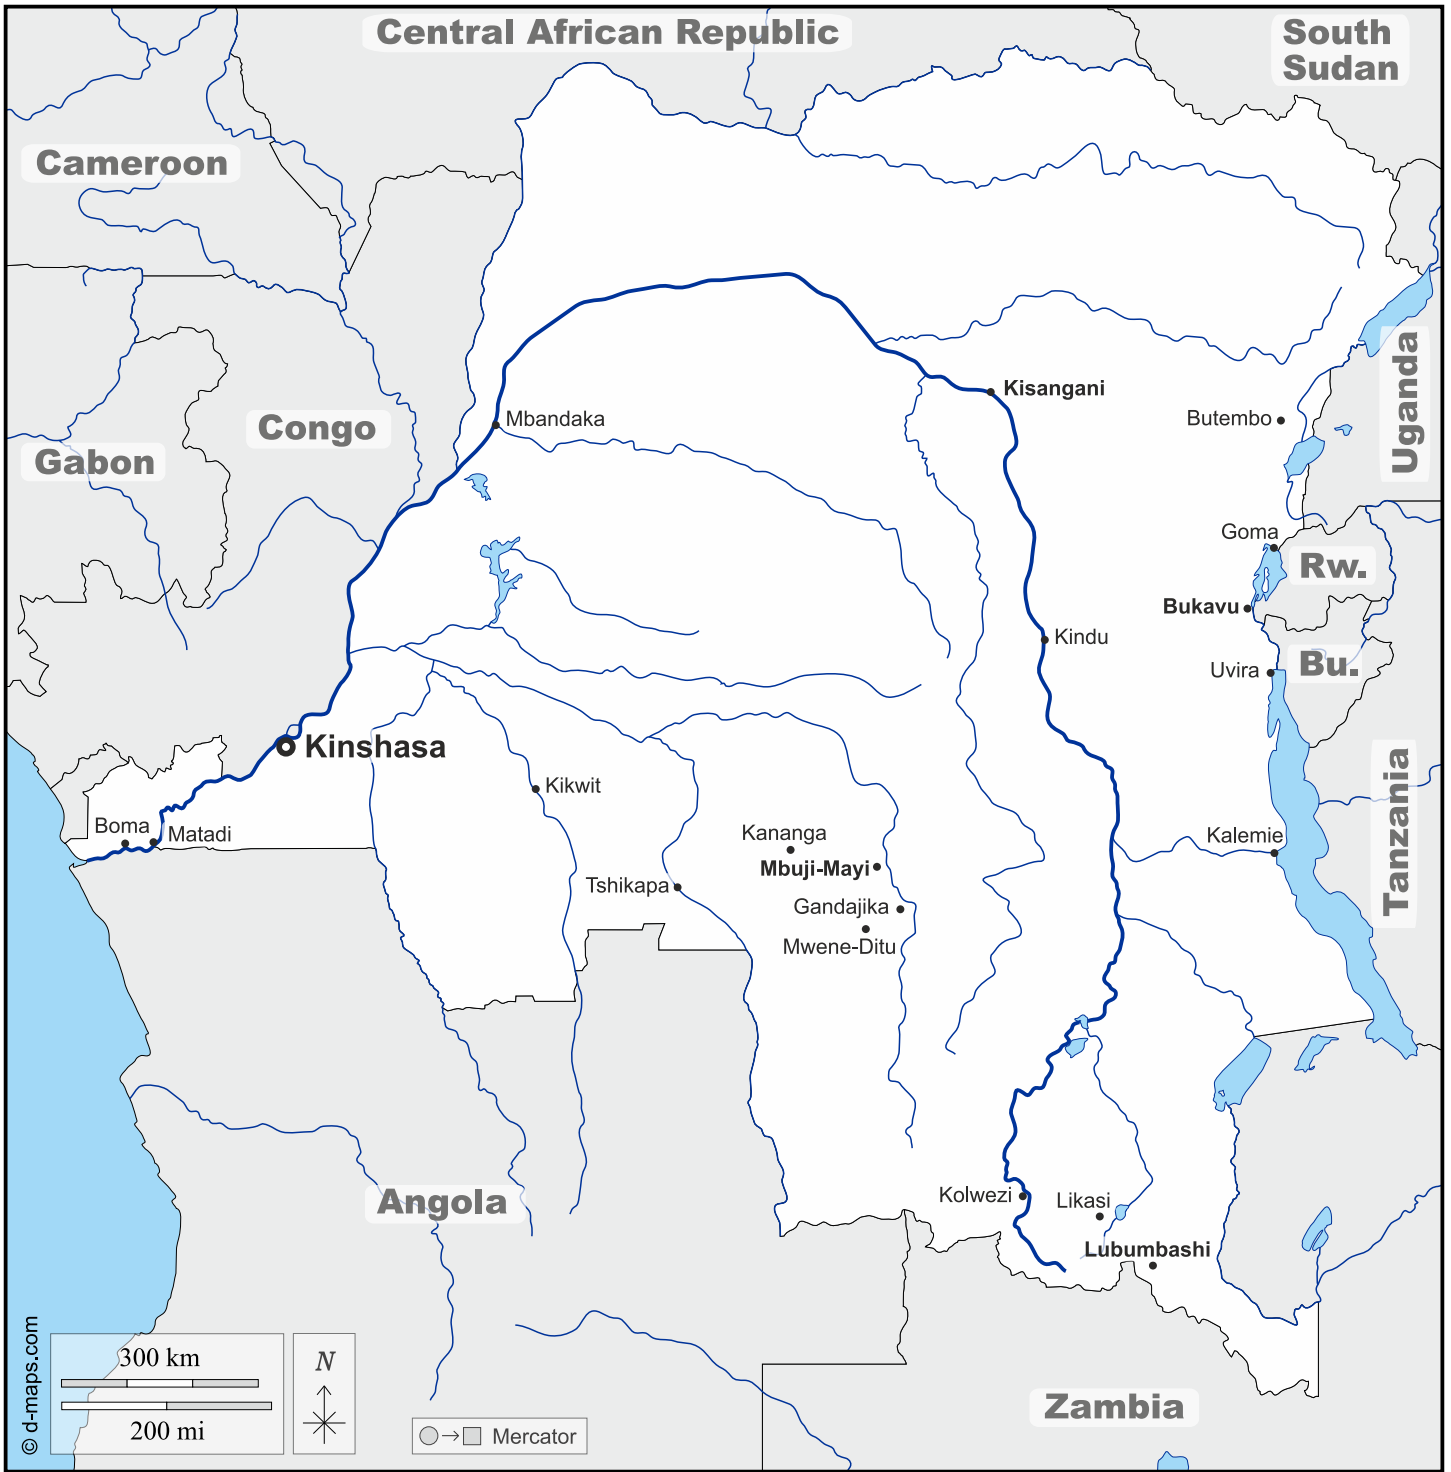 Central African Republic
South
Sudan
Cameroon
Congo
Gabon
Uganda
Mbandaka
Kisangani
Butembo
Goma
Rw.
Bukavu
Kindu
Uvira
Bu.
Kinshasa
Kikwit
Tanzania
Boma
Matadi
Kananga
Kalemie
Mbuji-Mayi
Tshikapa
Gandajika
Mwene-Ditu
Angola
Kolwezi
Likasi
Lubumbashi
Zambia
© d-maps.com
300 km
200 mi
N
Mercator